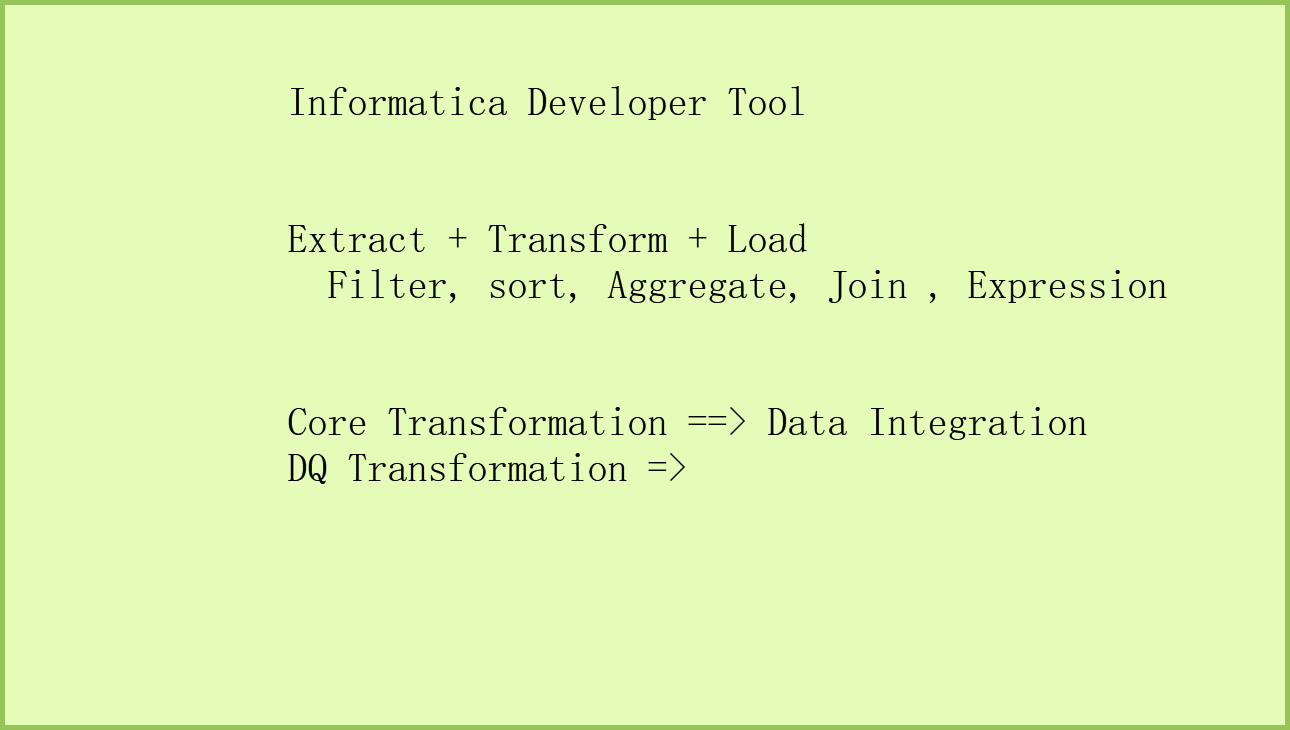 Informatica Developer Tool
Extract + Transform + Load
Filter, sort, Aggregate, Join , Expression
Core Transformation ==> Data Integration
DQ Transformation =>